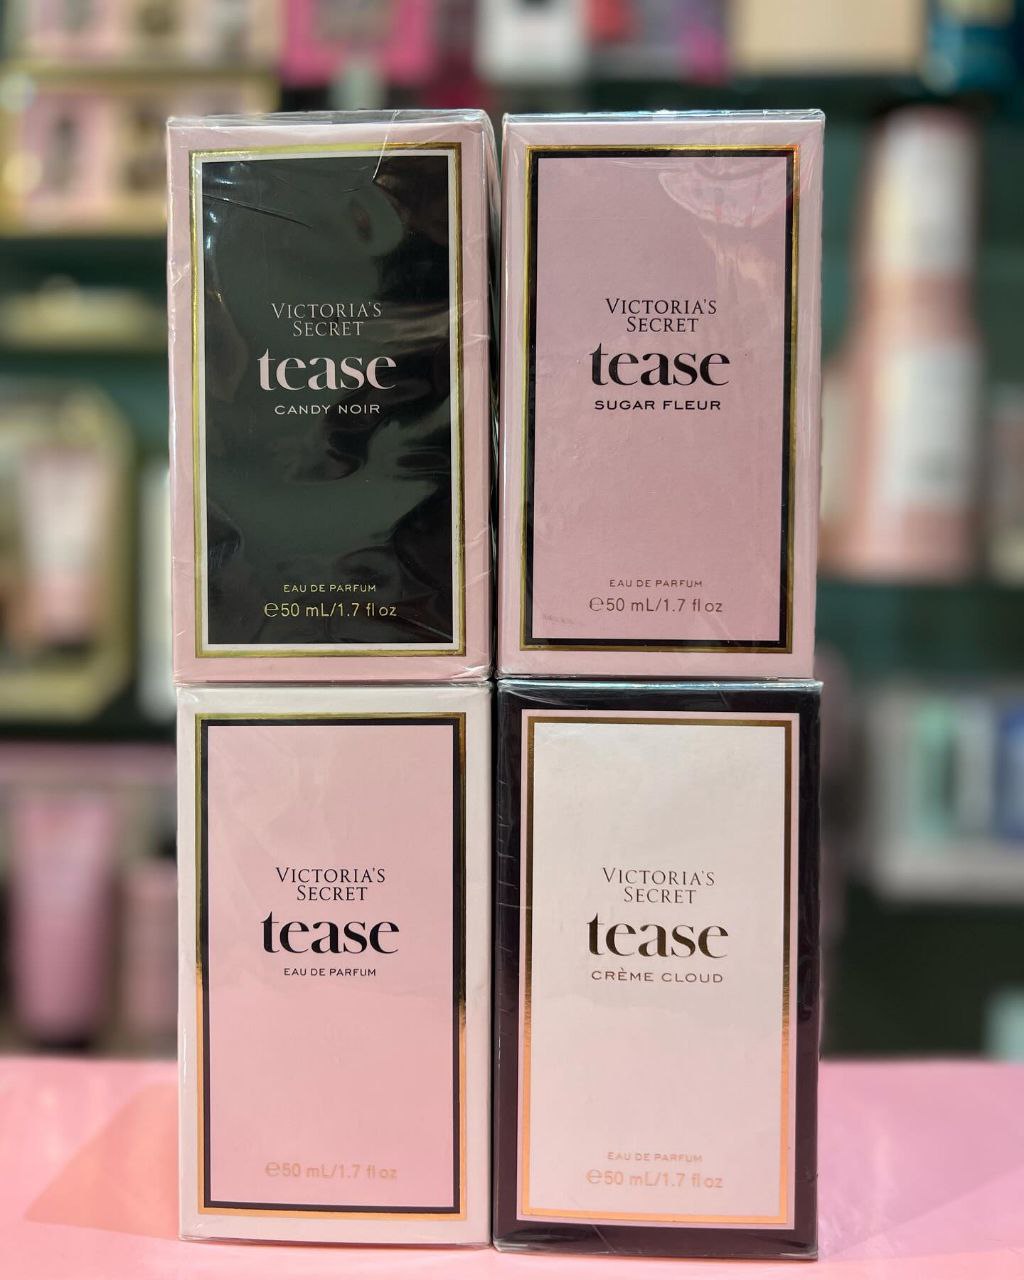 VICTORIA'S
SECRET
tease
CANDY NOIR
EAU DE PARFUM
℮50 mL/1.7 fl oz
VICTORIA'S
SECRET
tease
SUGAR FLEUR
EAU DE PARFUM
℮50 mL/1.7 fl oz
VICTORIA'S
SECRET
tease
EAU DE PARFUM
℮50 mL/1.7 fl oz
VICTORIA'S
SECRET
tease
CRÈME CLOUD
EAU DE PARFUM
℮50 mL/1.7 fl oz